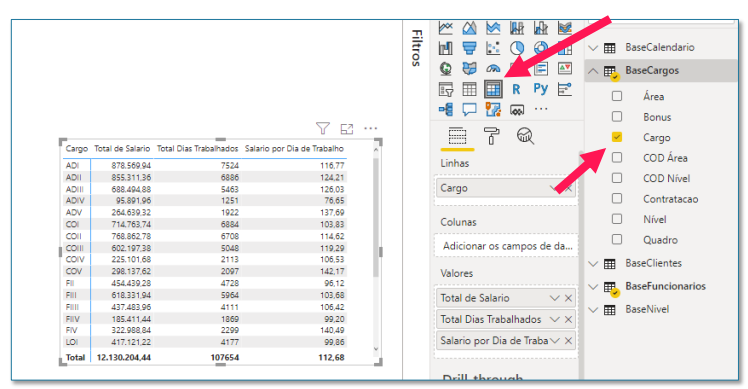 Filtros
Cargo Total de Salario Total Dias Trabalhados Salario por Dia de Trabalho
ADI 878.569,94 7524 116,77
ADII 855.311,36 6886 124,21
ADIII 688.494,88 5463 126,03
ADIV 95.891,96 1251 76,65
ADV 264.639,32 1922 137,69
COI 714.763,74 6884 103,83
COII 768.862,78 6708 114,62
COIII 602.197,38 5048 119,29
COIV 225.101,68 2113 106,53
COV 298.137,62 2097 142,17
FII 454.439,28 4728 96,12
FIII 618.331,94 5964 103,68
FIIII 437.483,96 4111 106,42
FIIV 185.411,44 1869 99,20
FIV 322.988,84 2299 140,49
LOI 417.121,22 4177 99,86
Total 12.130.204,44 107654 112,68
R Py
Linhas
Cargo
Colunas
Adicionar os campos de da...
Valores
Total de Salario
Total Dias Trabalhados
Salario por Dia de Traba
Drill-through
BaseCalendario
BaseCargos
Área
Bonus
Cargo
COD Área
COD Nível
Contratacao
Nível
Quadro
BaseClientes
BaseFuncionarios
BaseNivel